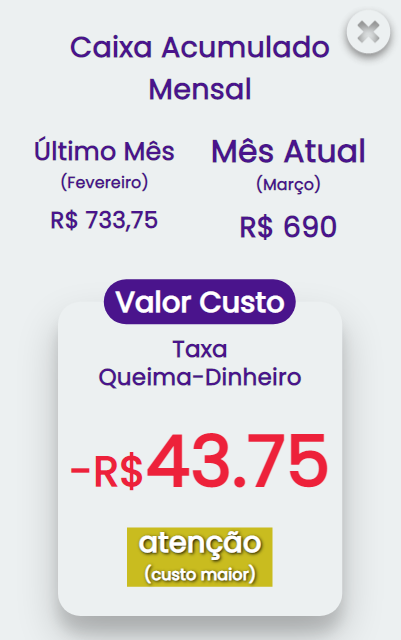 Caixa Acumulado
Mensal
Último Mês
(Fevereiro)
R$ 733,75
Mês Atual
(Março)
R$ 690
Valor Custo
Taxa
Queima-Dinheiro
-R$43.75
atenção
(custo maior)